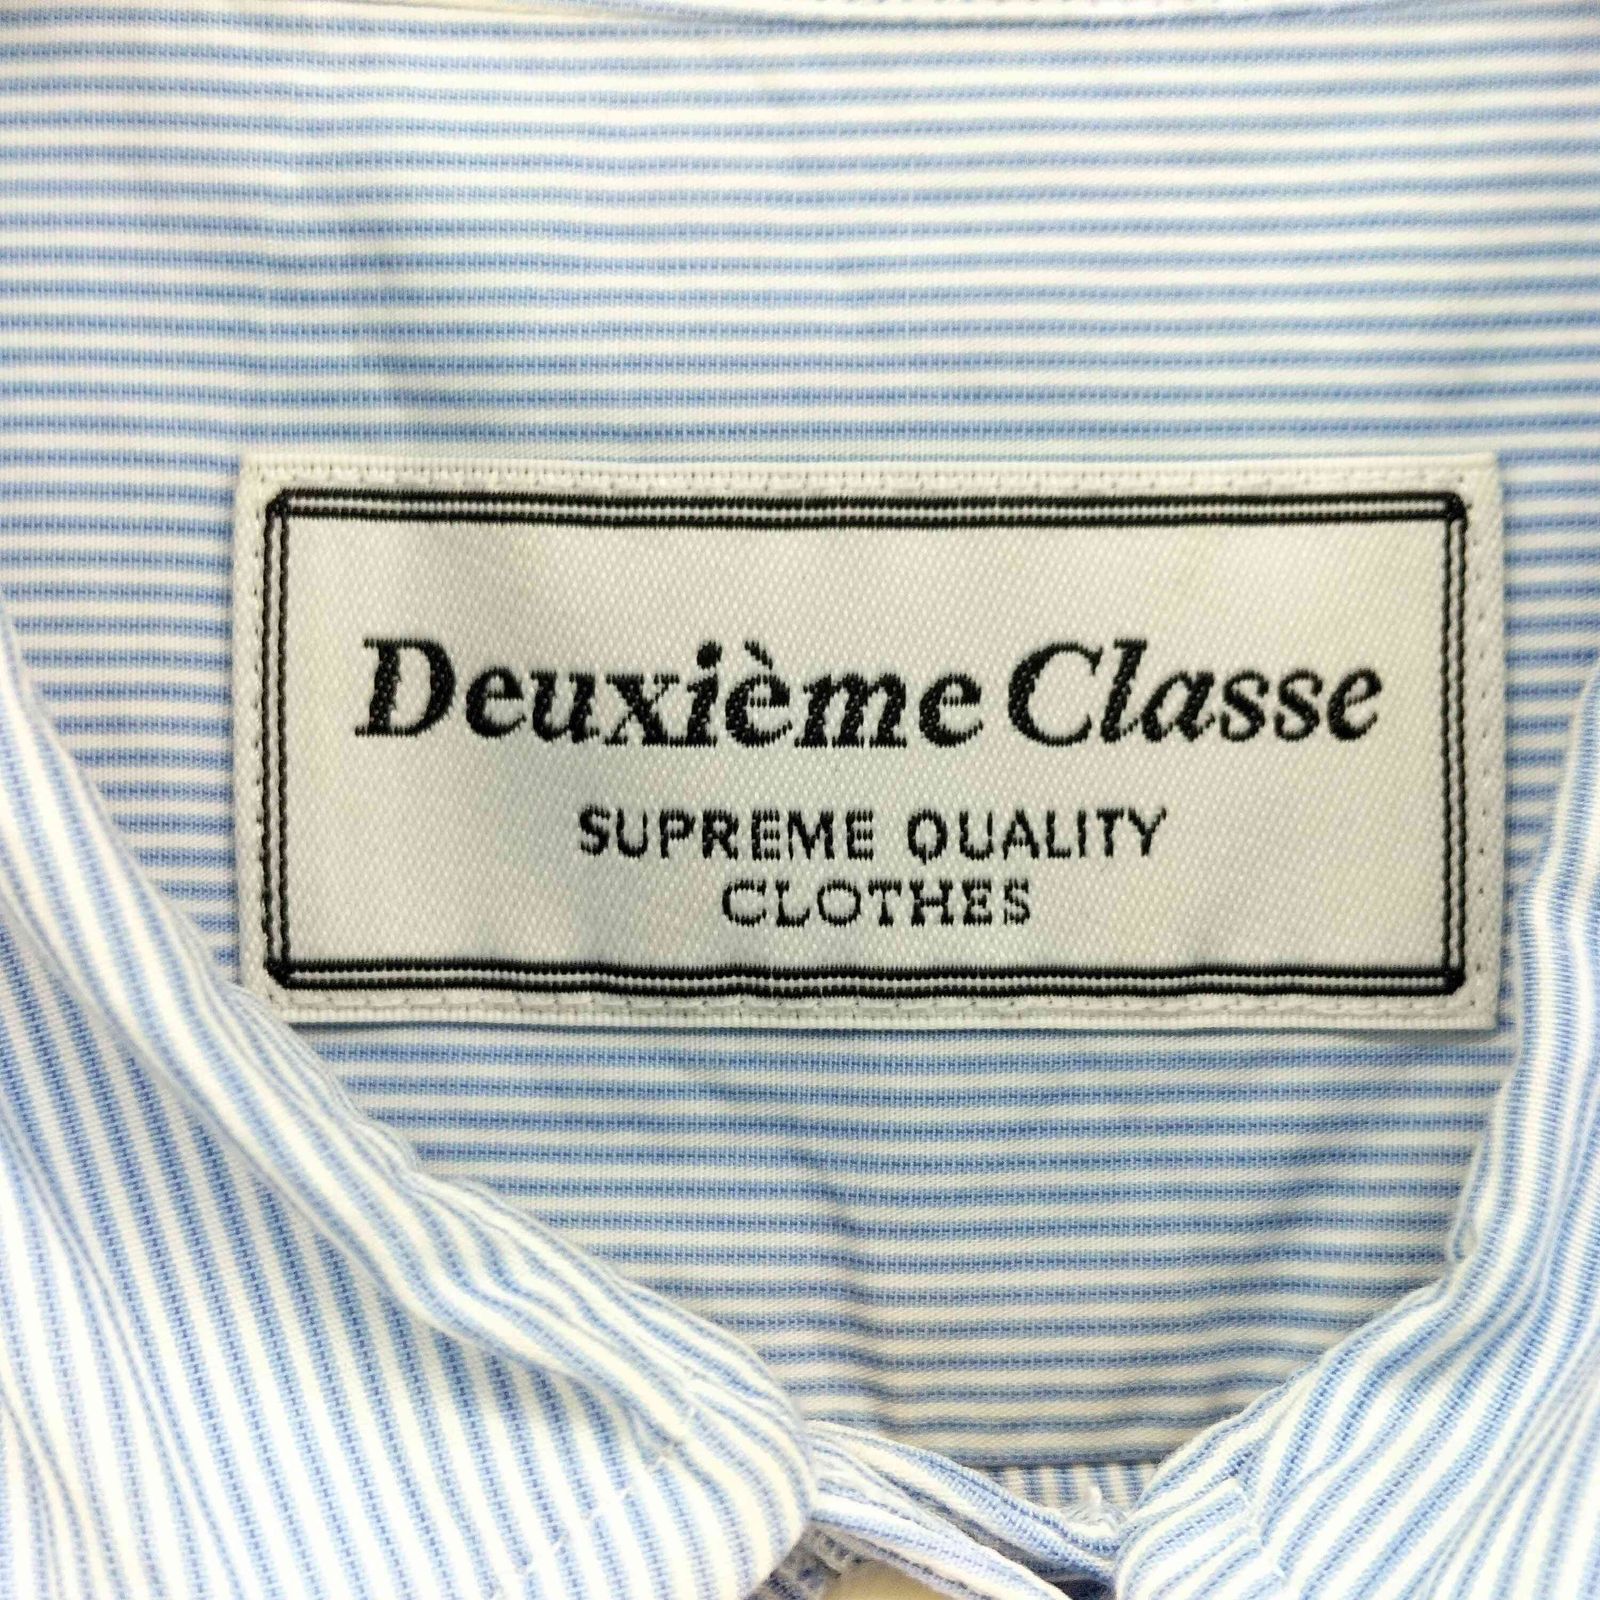 Deuxième Classe
SUPREME QUALITY
CLOTHES